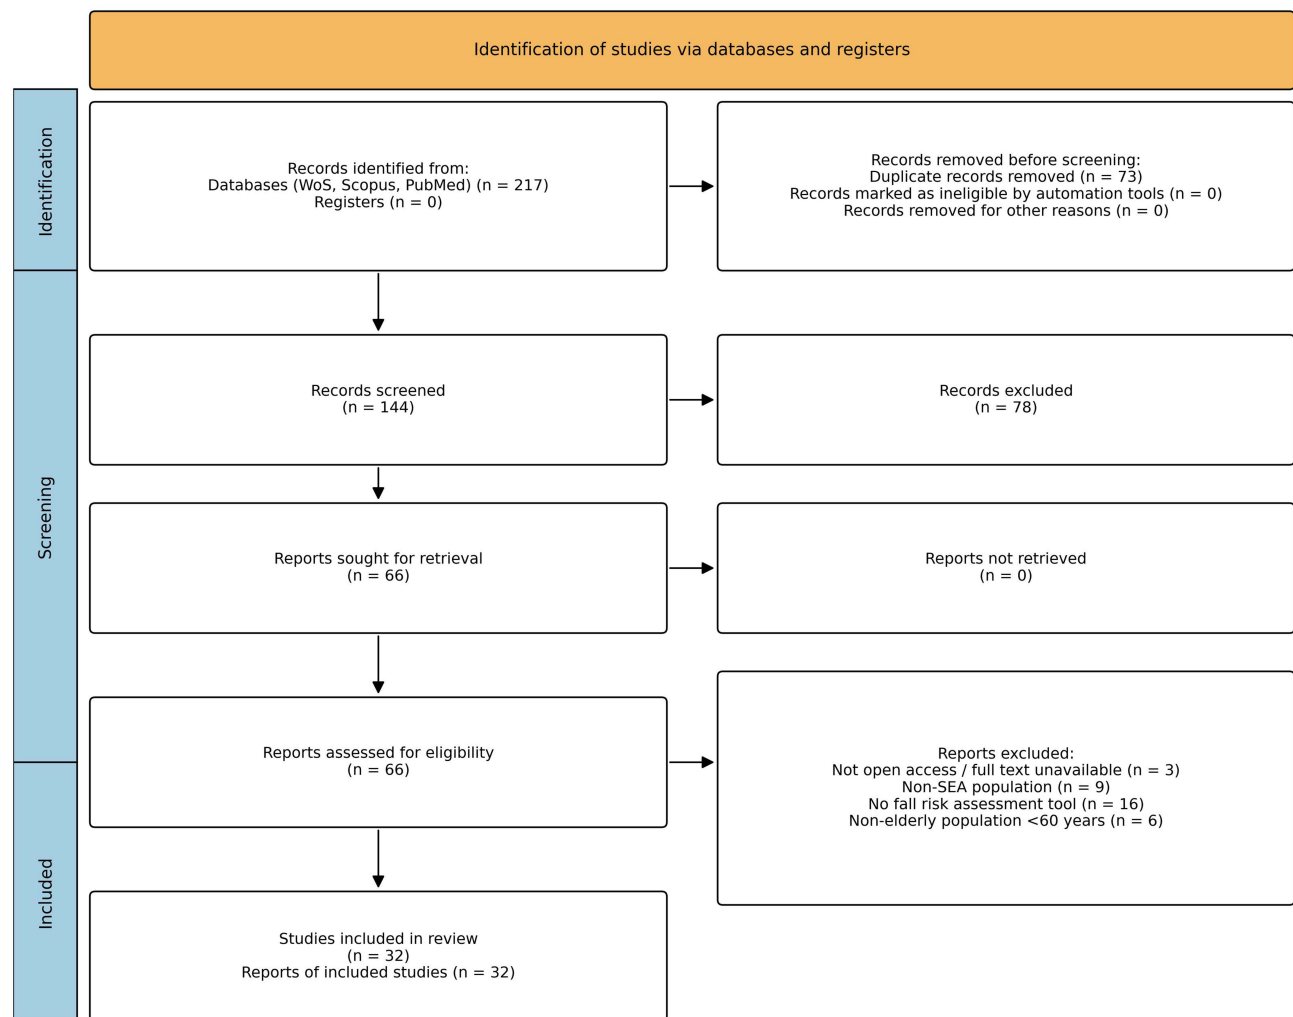 Identification of studies via databases and registers
Identification
Records identified from:
Databases (WoS, Scopus, PubMed) (n = 217)
Registers (n = 0)
Records removed before screening:
Duplicate records removed (n = 73)
Records marked as ineligible by automation tools (n = 0)
Records removed for other reasons (n = 0)
Screening
Records screened
(n = 144)
Records excluded
(n = 78)
Reports sought for retrieval
(n = 66)
Reports not retrieved
(n = 0)
Reports assessed for eligibility
(n = 66)
Reports excluded:
Not open access / full text unavailable (n = 3)
Non-SEA population (n = 9)
No fall risk assessment tool (n = 16)
Non-elderly population <60 years (n = 6)
Included
Studies included in review
(n = 32)
Reports of included studies (n = 32)